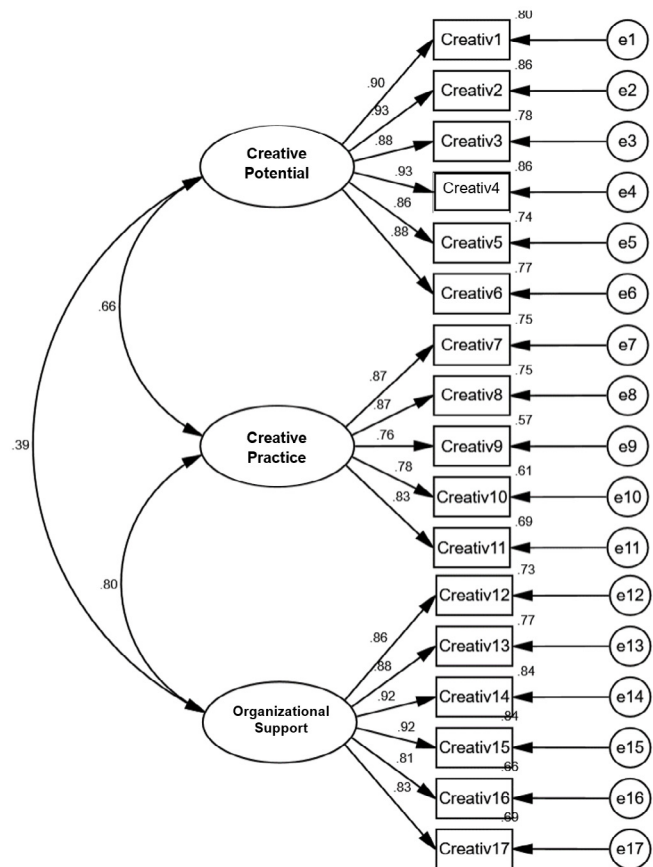 .80
Creativ1
e1
.90
.86
Creativ2
e2
.93
.78
Creativ3
e3
.88
.86
Creative
Potential
.93
Creativ4
e4
.86
.74
Creativ5
e5
.88
.77
Creativ6
e6
.66
.75
Creativ7
e7
.87
.75
Creativ8
e8
.87
.57
.39
Creative
Practice
.76
Creativ9
e9
.78
.61
Creativ10
e10
.83
.69
Creativ11
e11
.73
.80
Creativ12
e12
.86
.77
Creativ13
e13
.88
.84
.92
Creativ14
e14
Organizational
Support
.84
.92
Creativ15
e15
.81
.66
Creativ16
e16
.83
.69
Creativ17
e17